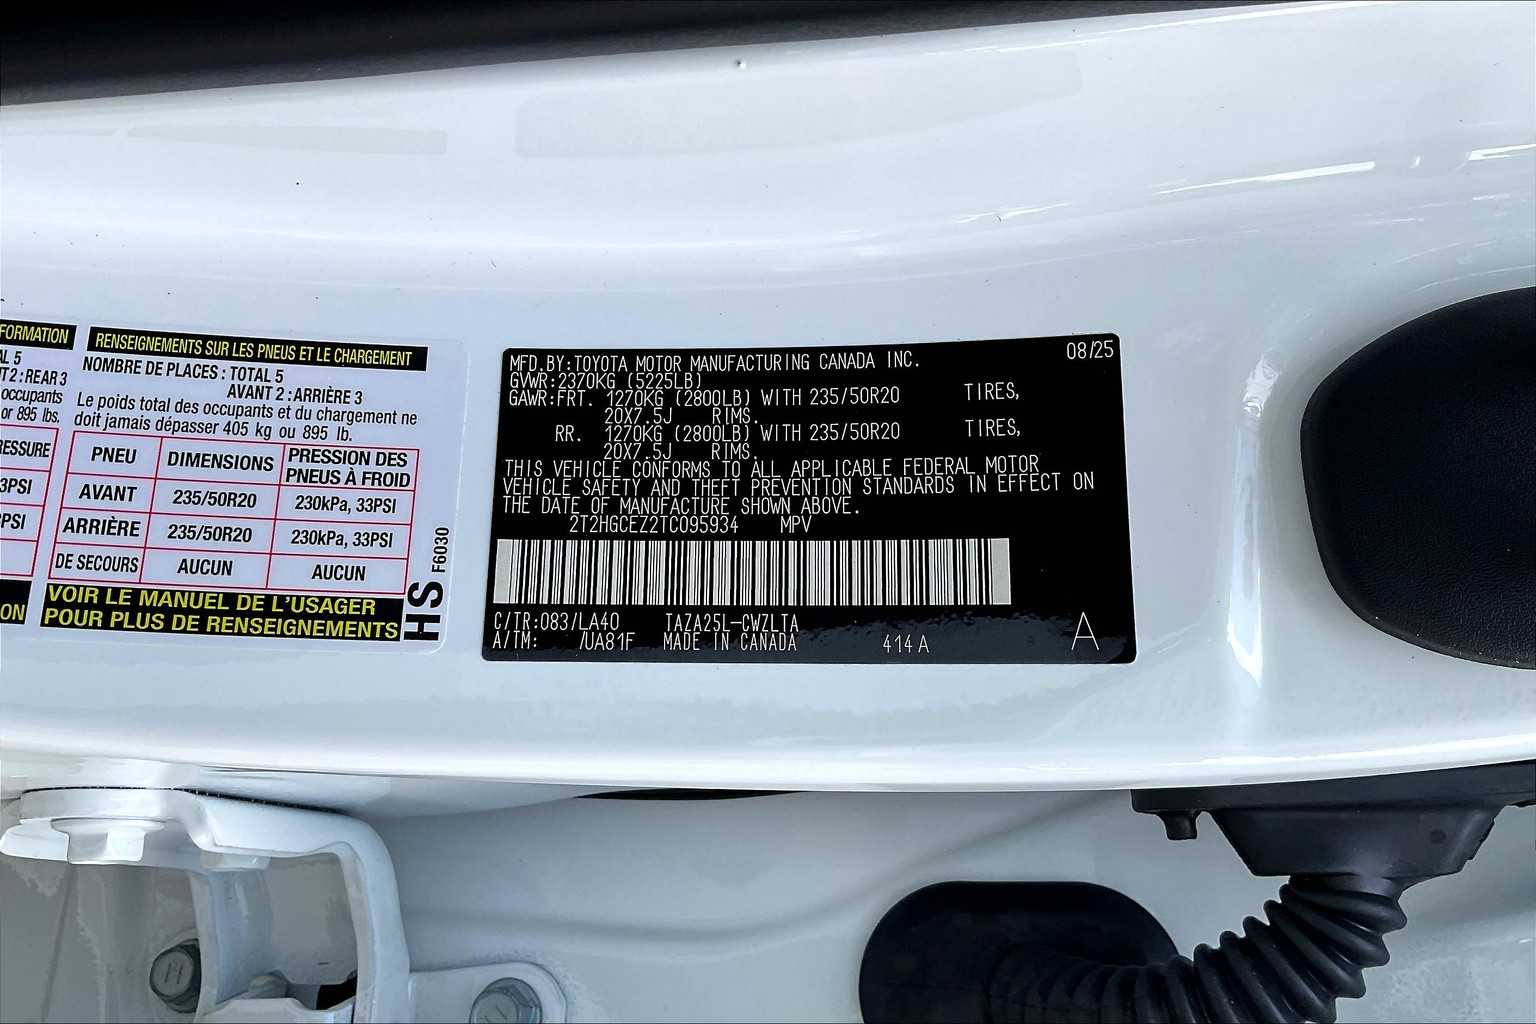 FORMATION
AL 5
NT 2 : REAR 3
occupants
or 895 lbs.
PRESSURE
3PSI
PSI
ON
RENSEIGNEMENTS SUR LES PNEUS ET LE CHARGEMENT
NOMBRE DE PLACES : TOTAL 5
AVANT 2 : ARRIÈRE 3
Le poids total des occupants et du chargement ne
doit jamais dépasser 405 kg ou 895 lb.
PNEU DIMENSIONS PRESSION DES PNEUS À FROID
AVANT 235/50R20 230kPa, 33PSI
ARRIÈRE 235/50R20 230kPa, 33PSI
DE SECOURS AUCUN AUCUN
VOIR LE MANUEL DE L'USAGER
POUR PLUS DE RENSEIGNEMENTS
HS F6030
MFD.BY:TOYOTA MOTOR MANUFACTURING CANADA INC. 08/25
GVWR:2370KG (5225LB)
GAWR:FRT. 1270KG (2800LB) WITH 235/50R20 TIRES,
20X7.5J RIMS.
RR. 1270KG (2800LB) WITH 235/50R20 TIRES,
20X7.5J RIMS.
THIS VEHICLE CONFORMS TO ALL APPLICABLE FEDERAL MOTOR
VEHICLE SAFETY AND THEFT PREVENTION STANDARDS IN EFFECT ON
THE DATE OF MANUFACTURE SHOWN ABOVE.
2T2HGCEZ2TC095934 MPV
C/TR:083/LA40 TAZA25L-CWZLTA
A/TM: /UA81F MADE IN CANADA 414A A